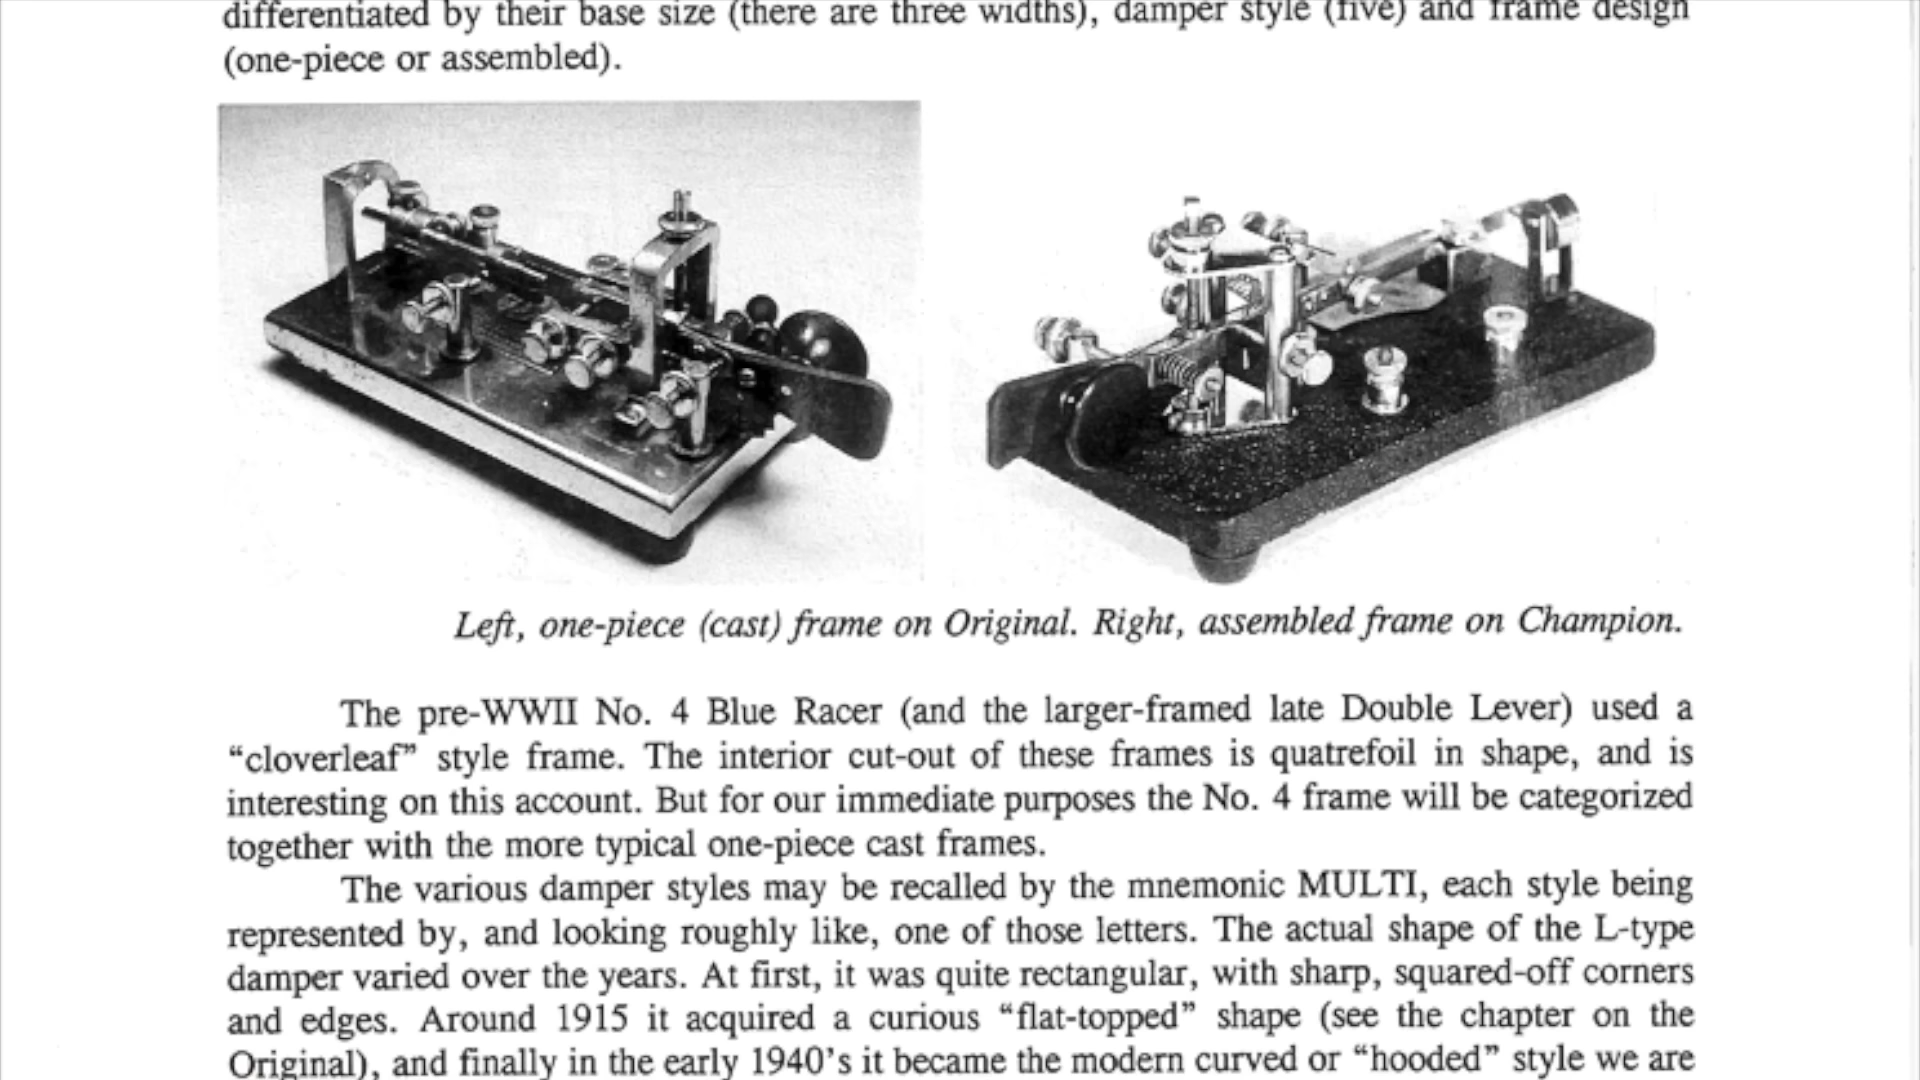 differentiated by their base size (there are three widths), damper style (five) and frame design
(one-piece or assembled).
Left, one-piece (cast) frame on Original. Right, assembled frame on Champion.
The pre-WWII No. 4 Blue Racer (and the larger-framed late Double Lever) used a
“cloverleaf” style frame. The interior cut-out of these frames is quatrefoil in shape, and is
interesting on this account. But for our immediate purposes the No. 4 frame will be categorized
together with the more typical one-piece cast frames.
The various damper styles may be recalled by the mnemonic MULTI, each style being
represented by, and looking roughly like, one of those letters. The actual shape of the L-type
damper varied over the years. At first, it was quite rectangular, with sharp, squared-off corners
and edges. Around 1915 it acquired a curious “flat-topped” shape (see the chapter on the
Original), and finally in the early 1940’s it became the modern curved or “hooded” style we are